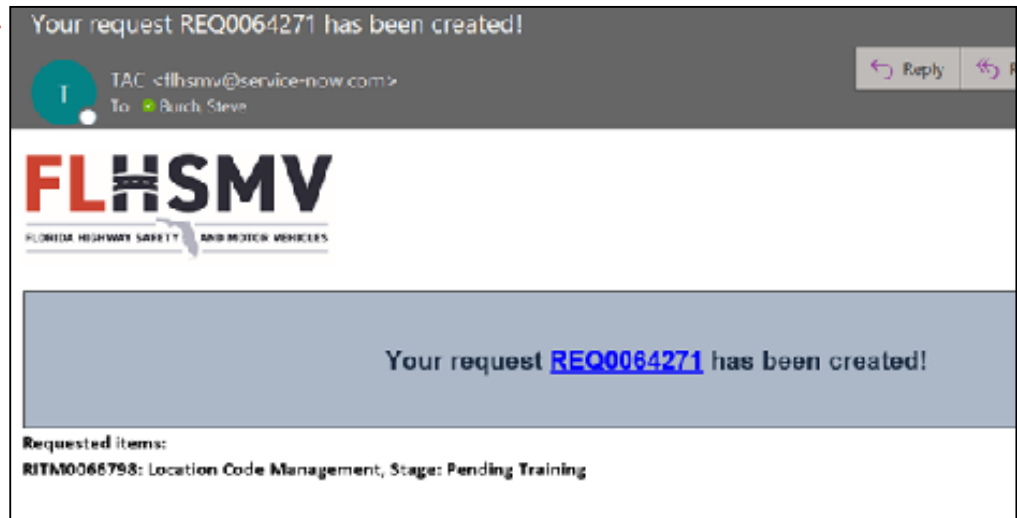 Your request REQ0064271 has been created!
Reply
T
TAC <flhsmv@service-now.com>
To Burch, Steve
FLHSMV
FLORIDA HIGHWAY SAFETY AND MOTOR VEHICLES
Your request REQ0064271 has been created!
Requested items:
RITM0066798: Location Code Management, Stage: Pending Training